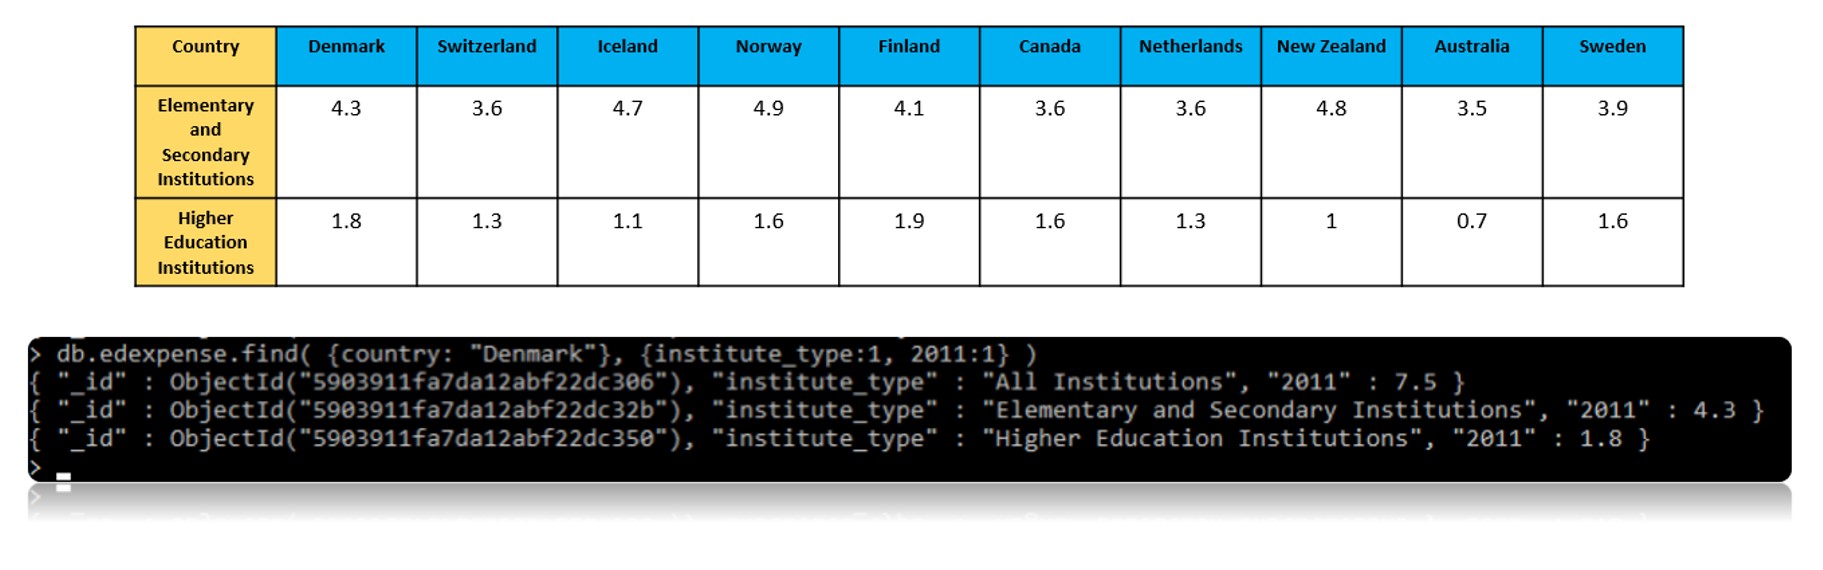 Country Denmark Switzerland Iceland Norway Finland Canada Netherlands New Zealand Australia Sweden
Elementary and Secondary Institutions 4.3 3.6 4.7 4.9 4.1 3.6 3.6 4.8 3.5 3.9
Higher Education Institutions 1.8 1.3 1.1 1.6 1.9 1.6 1.3 1 0.7 1.6
> db.edexpense.find( {country: "Denmark"}, {institute_type:1, 2011:1} )
{ "_id" : ObjectId("5903911fa7da12abf22dc306"), "institute_type" : "All Institutions", "2011" : 7.5 }
{ "_id" : ObjectId("5903911fa7da12abf22dc32b"), "institute_type" : "Elementary and Secondary Institutions", "2011" : 4.3 }
{ "_id" : ObjectId("5903911fa7da12abf22dc350"), "institute_type" : "Higher Education Institutions", "2011" : 1.8 }
>